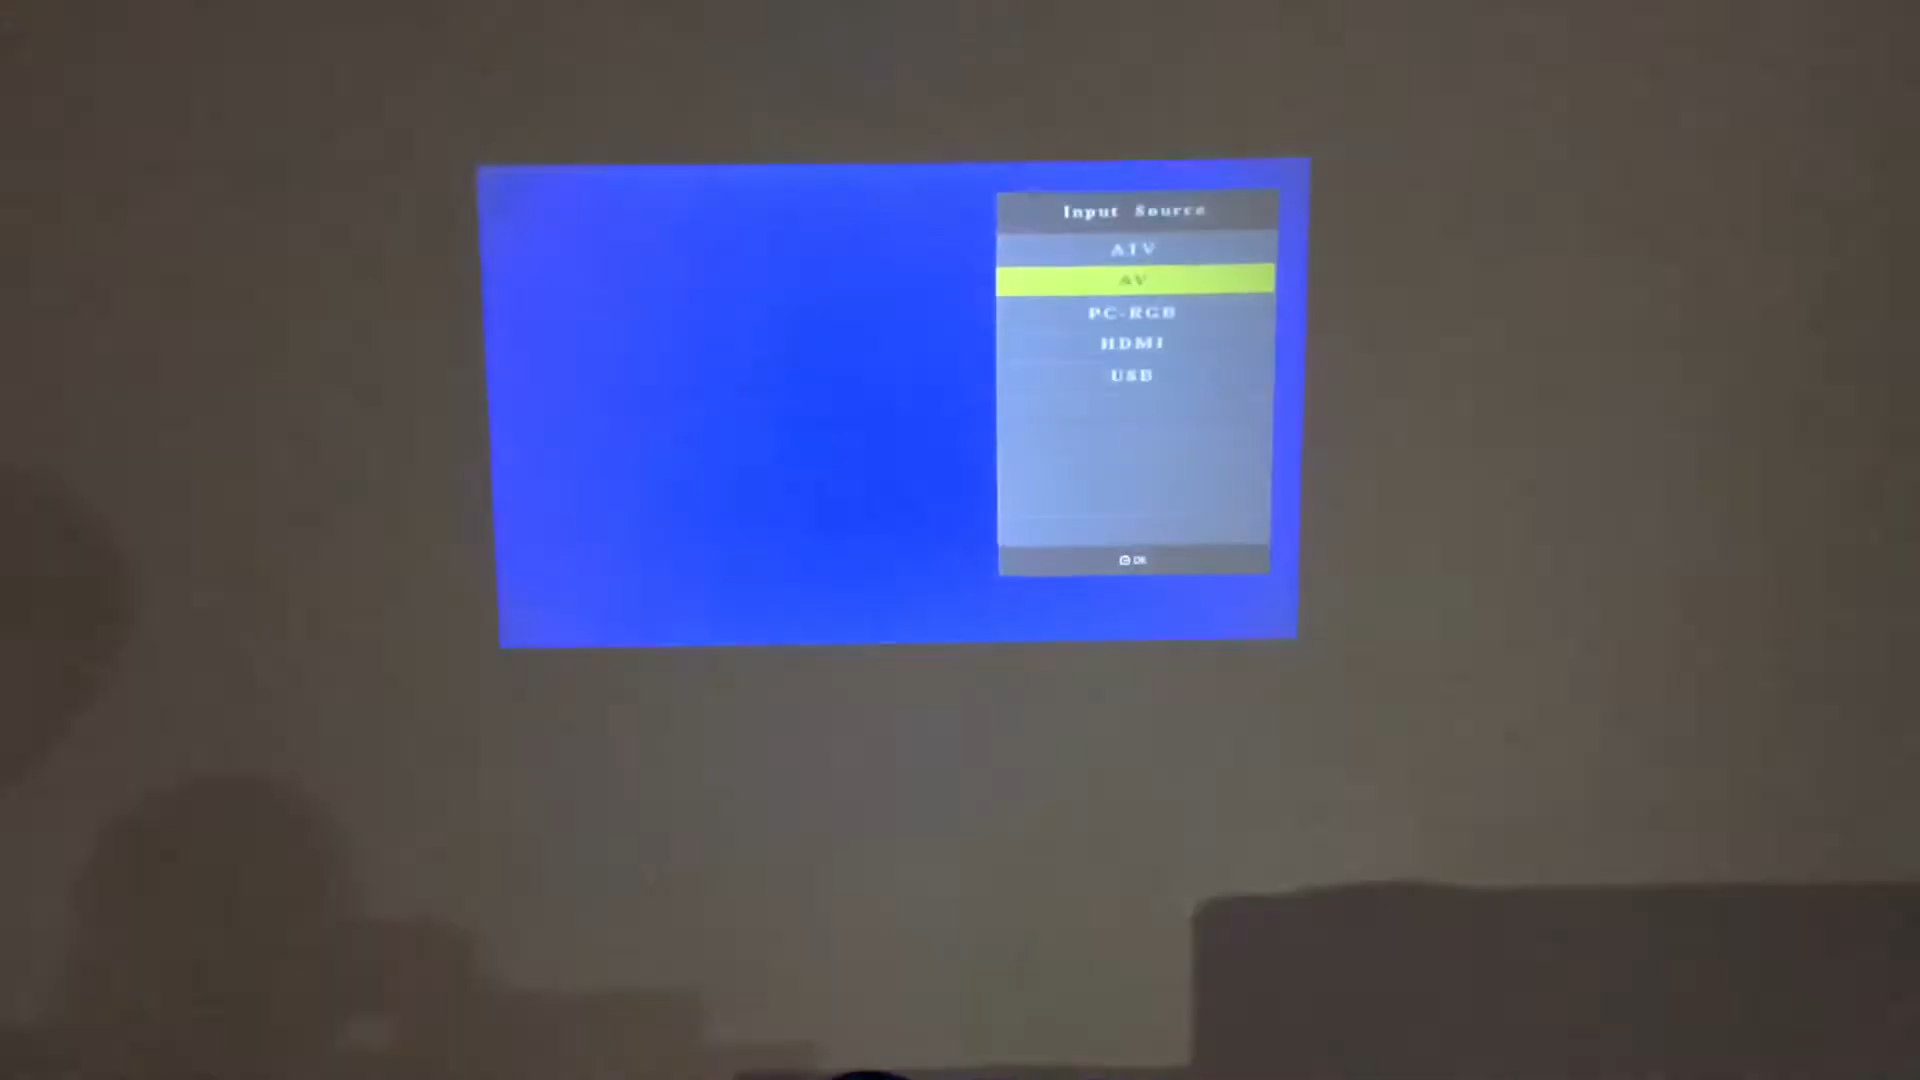 Input Source
ATV
AV
PC-RGB
HDMI
USB
OK